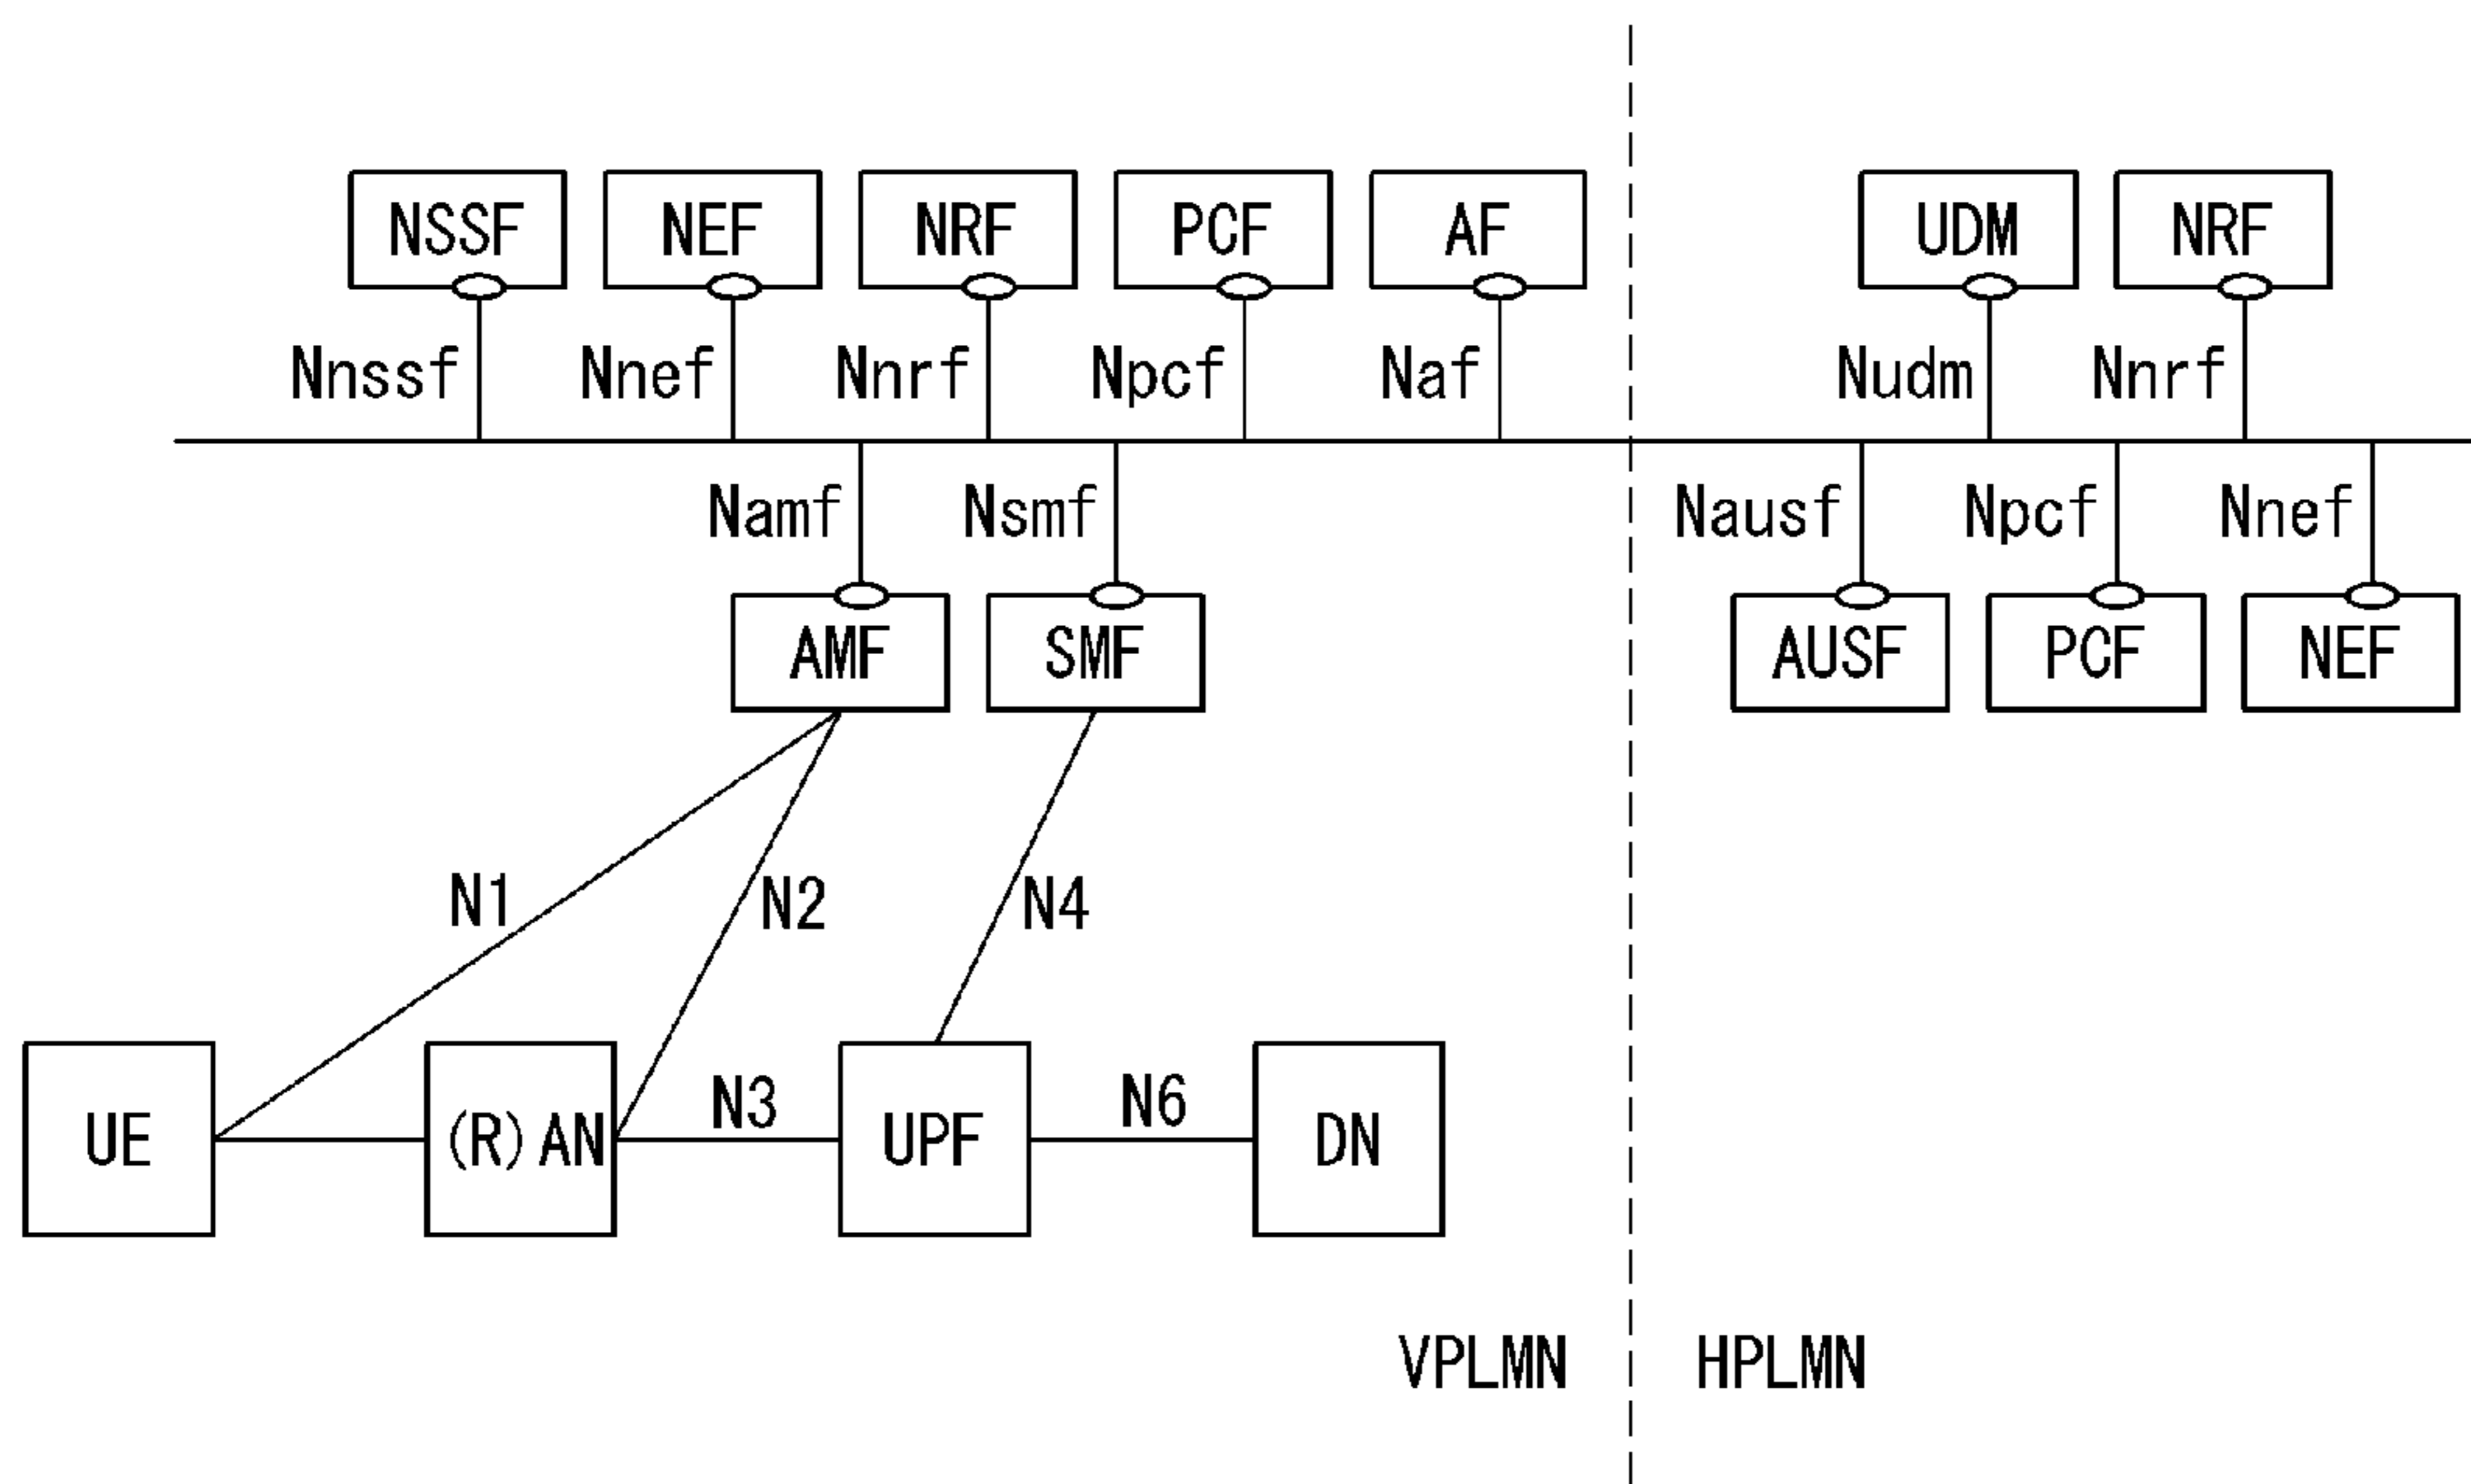 NSSF NEF NRF PCF AF UDM NRF
Nnssf Nnef Nnrf Npcf Naf Nudm Nnrf
Namf Nsmf Nausf Npcf Nnef
AMF SMF AUSF PCF NEF
N1 N2 N4
N3 N6
UE (R)AN UPF DN
VPLMN HPLMN